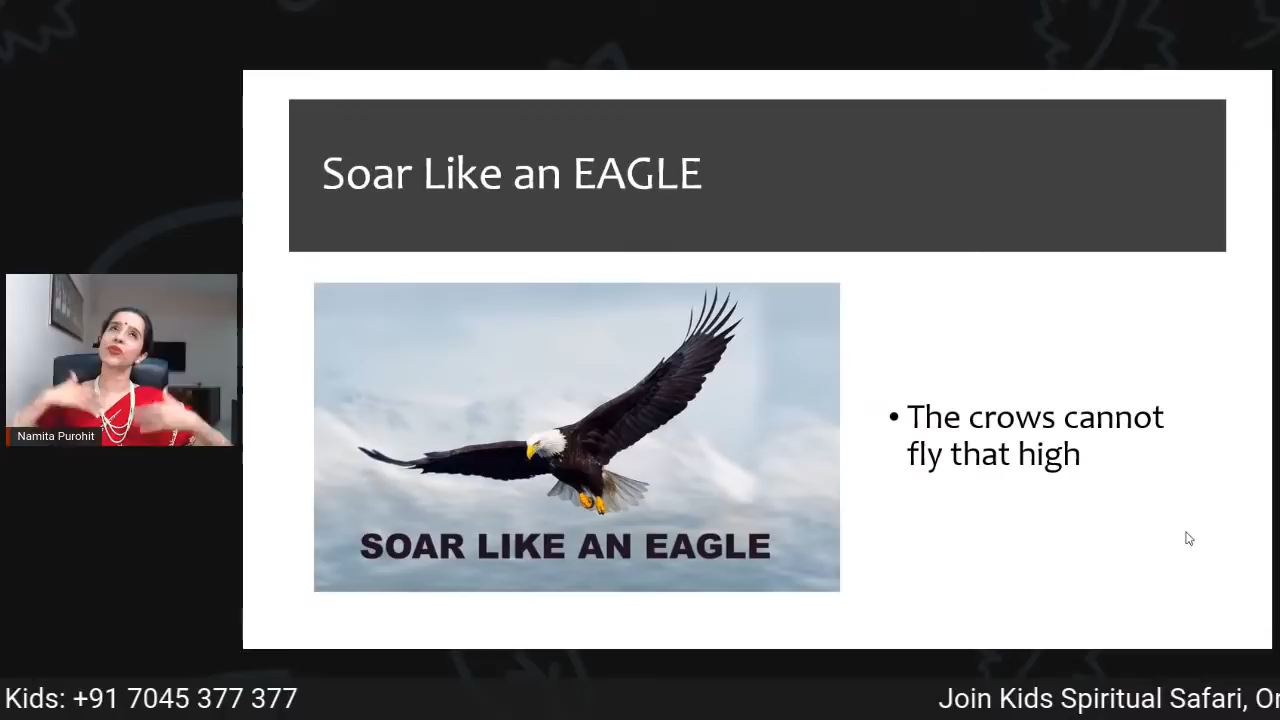 Soar Like an EAGLE
SOAR LIKE AN EAGLE
• The crows cannot
fly that high
Namita Purohit
Kids: +91 7045 377 377
Join Kids Spiritual Safari,